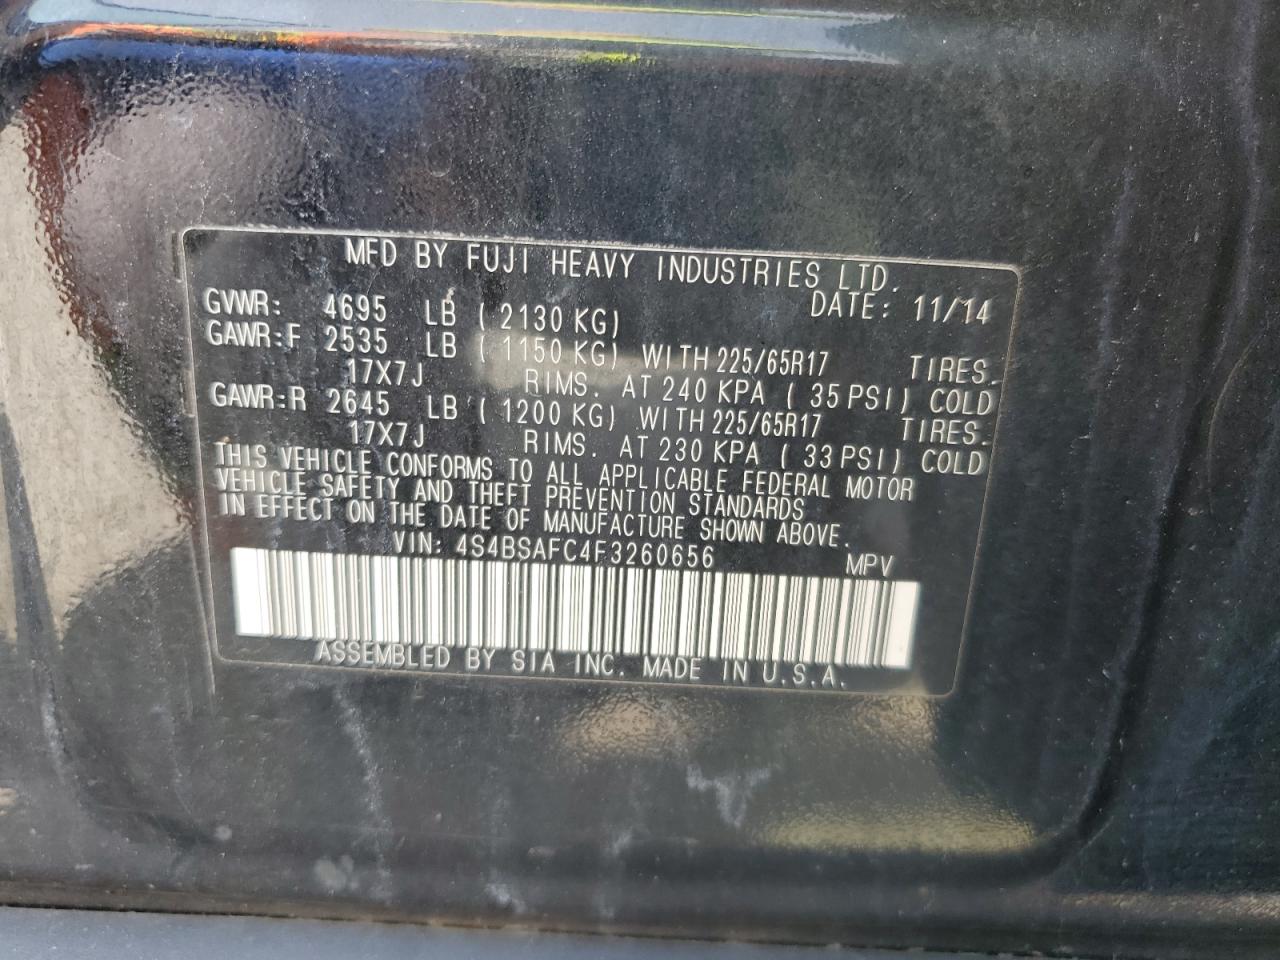 MFD BY FUJI HEAVY INDUSTRIES LTD.
DATE: 11/14
GVWR: 4695 LB (2130 KG)
GAWR:F 2535 LB (1150 KG) WITH 225/65R17 TIRES.
17X7J RIMS. AT 240 KPA (35 PSI) COLD
GAWR:R 2645 LB (1200 KG) WITH 225/65R17 TIRES.
17X7J RIMS. AT 230 KPA (33 PSI) COLD
THIS VEHICLE CONFORMS TO ALL APPLICABLE FEDERAL MOTOR
VEHICLE SAFETY AND THEFT PREVENTION STANDARDS
IN EFFECT ON THE DATE OF MANUFACTURE SHOWN ABOVE.
VIN: 4S4BSAFC4F3260656 MPV
ASSEMBLED BY SIA INC. MADE IN U.S.A.